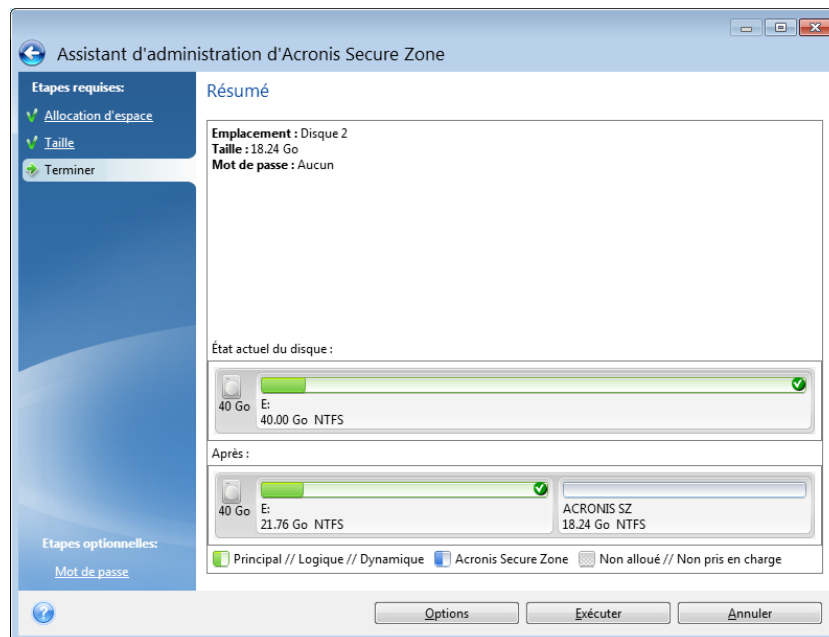 Assistant d'administration d'Acronis Secure Zone
Etapes requises:
Allocation d'espace
Taille
Terminer
Etapes optionnelles:
Mot de passe
Résumé
Emplacement : Disque 2
Taille : 18.24 Go
Mot de passe : Aucun
État actuel du disque :
40 Go
E:
40.00 Go NTFS
Après :
40 Go
E:
21.76 Go NTFS
ACRONIS SZ
18.24 Go NTFS
Principal // Logique // Dynamique
Acronis Secure Zone
Non alloué // Non pris en charge
?
Options
Exécuter
Annuler